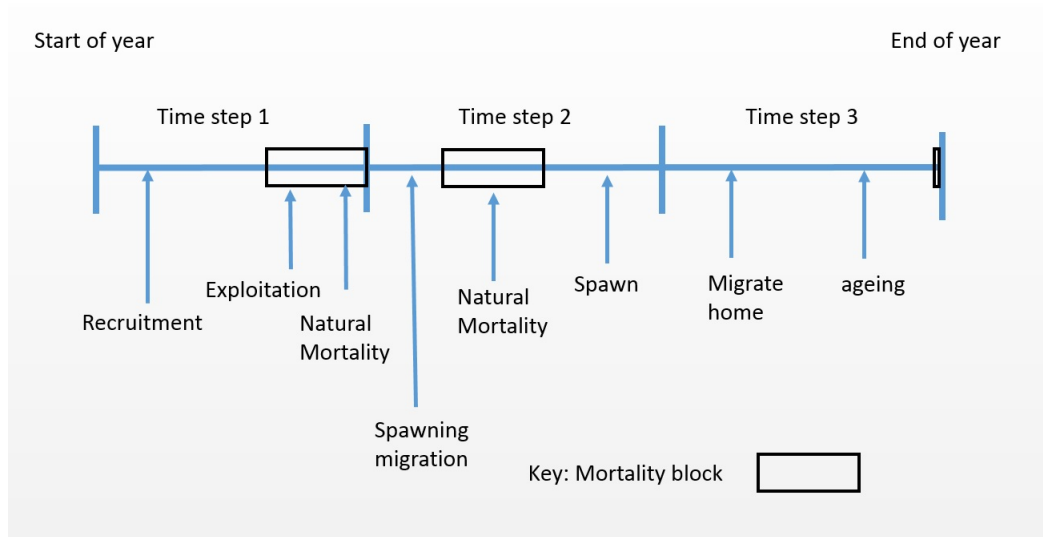 Start of year
End of year
Time step 1
Time step 2
Time step 3
Recruitment
Exploitation
Natural
Mortality
Spawning
migration
Natural
Mortality
Spawn
Migrate
home
ageing
Key: Mortality block